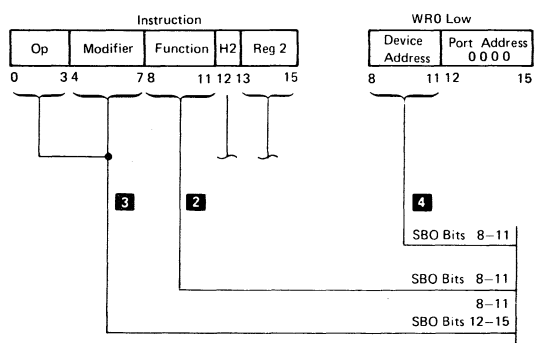 Instruction
WR0 Low
Op Modifier Function H2 Reg 2
Device Address
Port Address 0000
0 3 4 7 8 11 12 13 15
8 11 12 15
3
2
4
SBO Bits 8–11
SBO Bits 8–11
8–11
SBO Bits 12–15